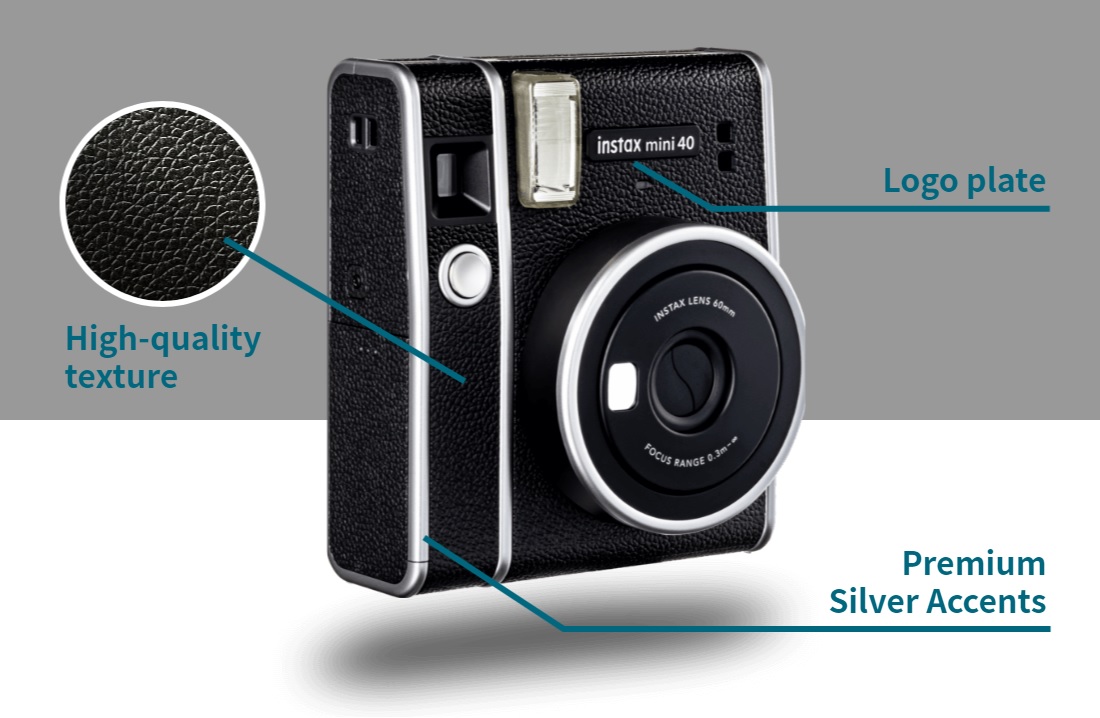 instax mini 40
Logo plate
INSTAX LENS 60mm
High-quality
texture
FOCUS RANGE 0.3m-∞
Premium
Silver Accents